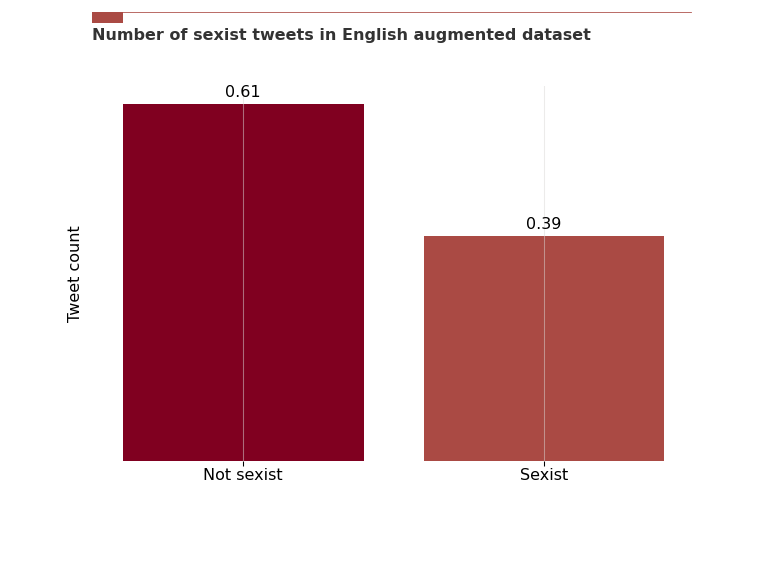 Number of sexist tweets in English augmented dataset
0.61
0.39
Tweet count
Not sexist
Sexist